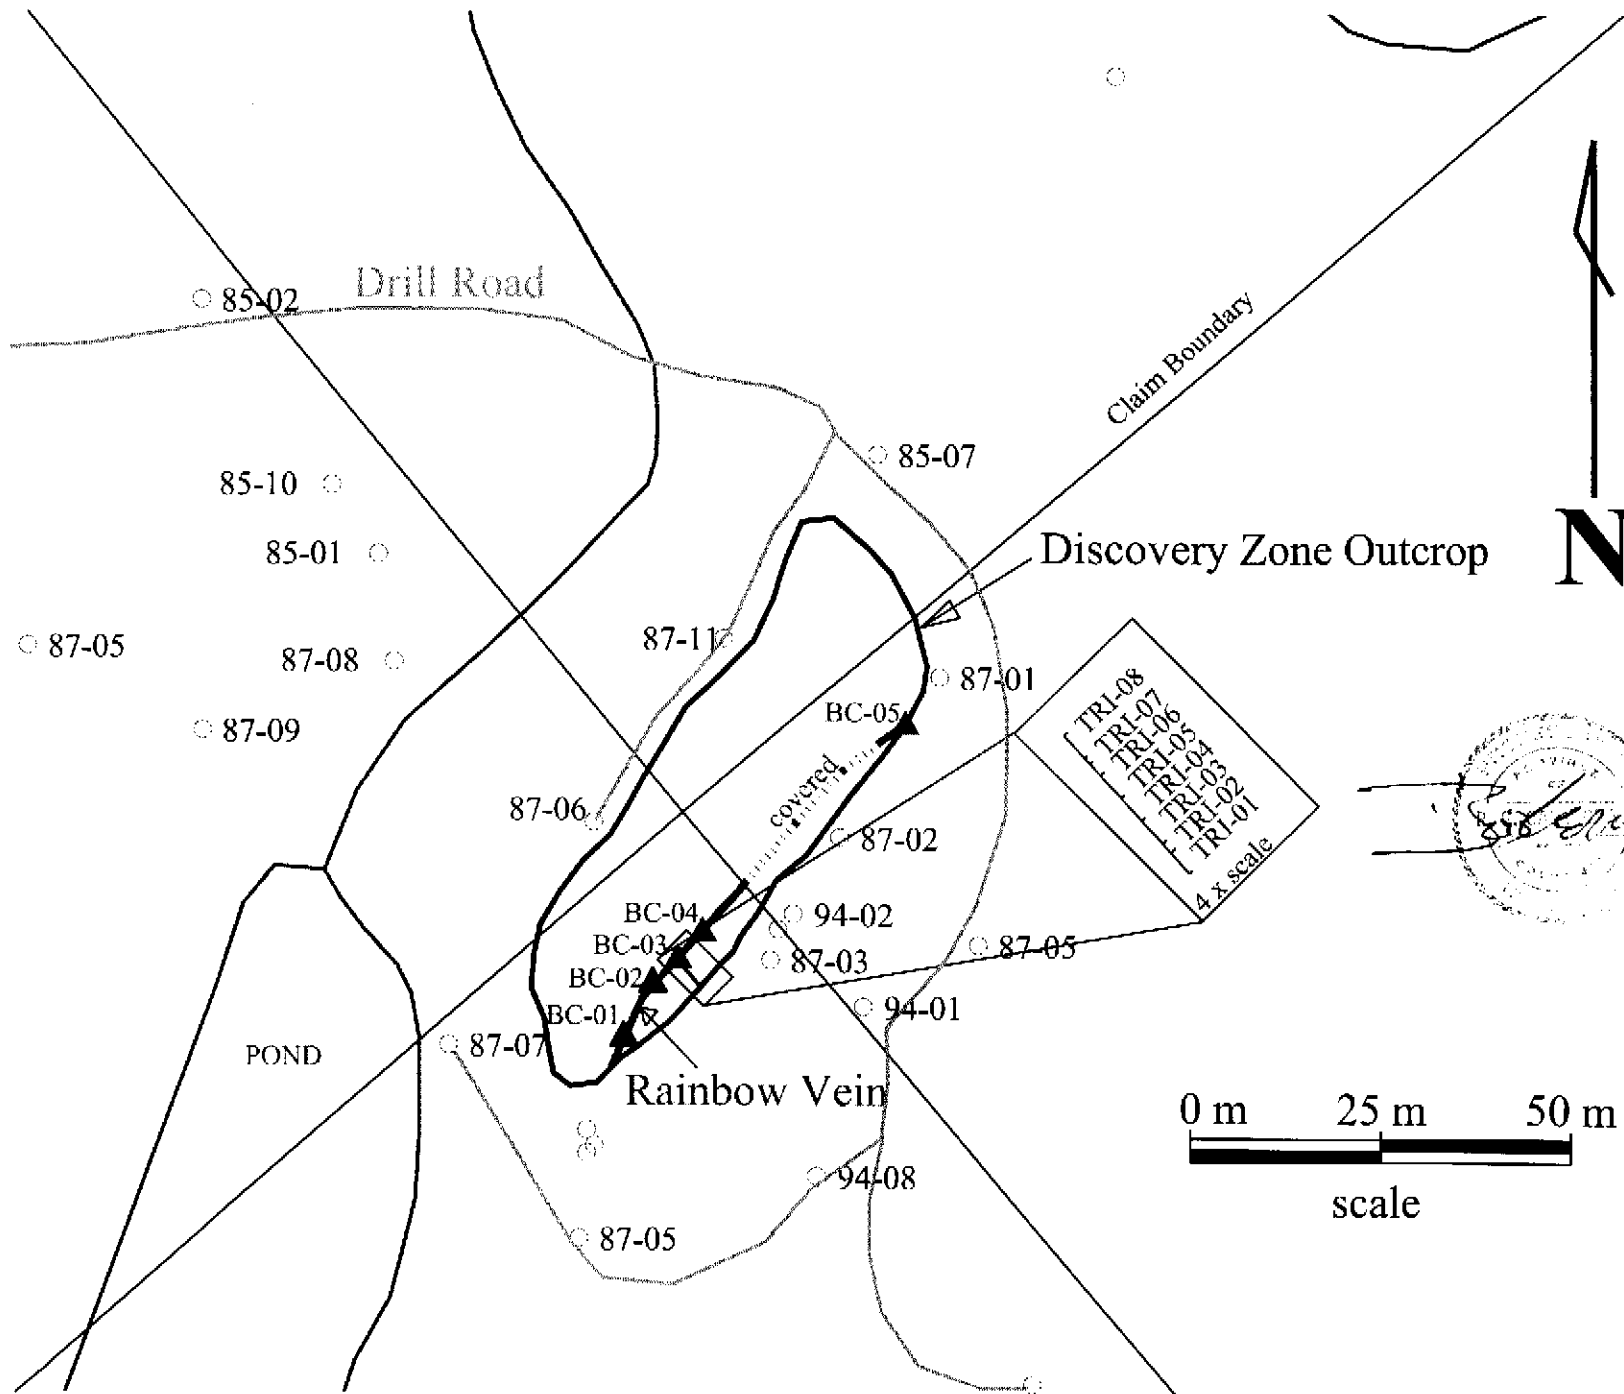 Drill Road
85-02
Claim Boundary
85-07
85-10
N
Discovery Zone Outcrop
85-01
87-11
87-05
87-08
87-01
TRI-08
TRI-07
TRI-06
TRI-05
TRI-04
TRI-03
TRI-02
TRI-01
4 x scale
BC-05
87-09
covered
87-06
87-02
BC-04
94-02
BC-03
87-05
87-03
BC-02
94-01
BC-01
87-07
POND
Rainbow Vein
0 m 25 m 50 m
scale
94-08
87-05